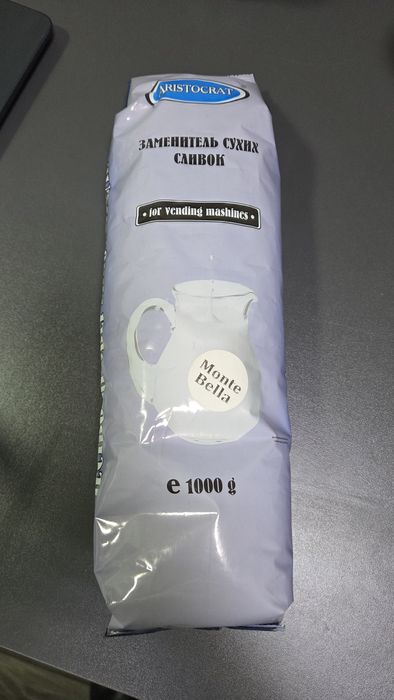 ARISTOCRAT
ЗАМЕНИТЕЛЬ СУХИХ
СЛИВОК
• for vending mashines •
Monte
Bella
e 1000 g